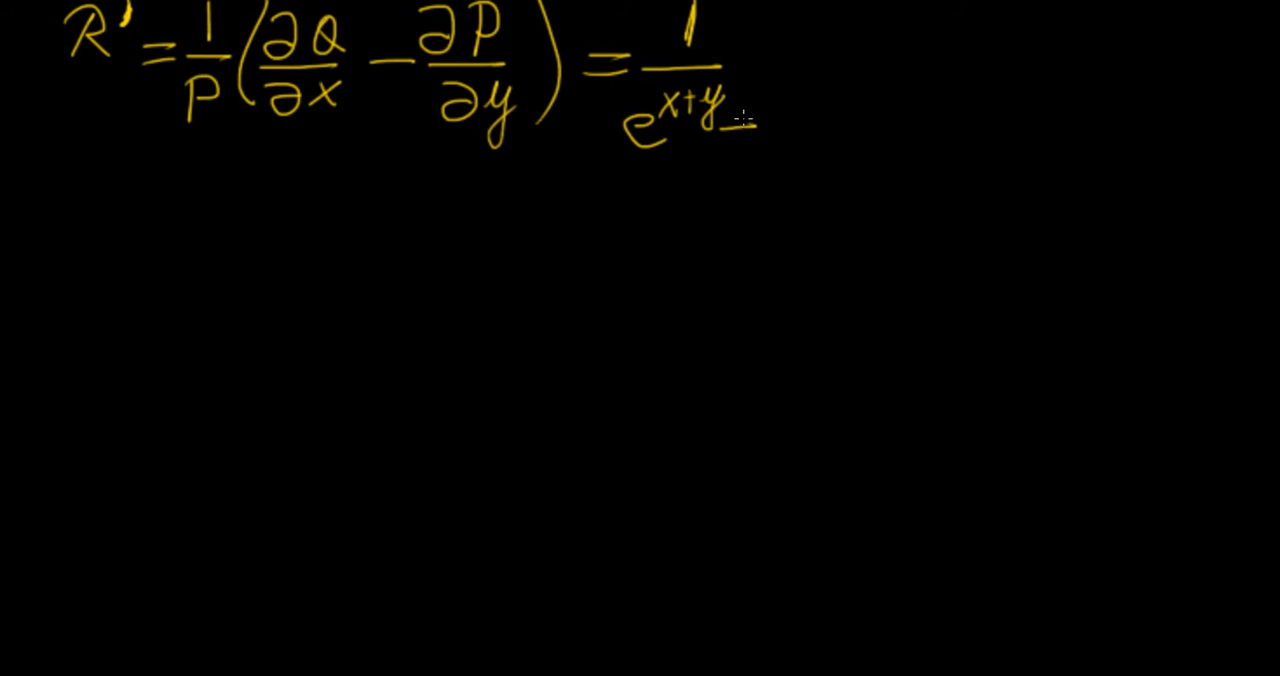 R' = 1/P (∂Q/∂x − ∂P/∂y) = 1/e^{x+y} −